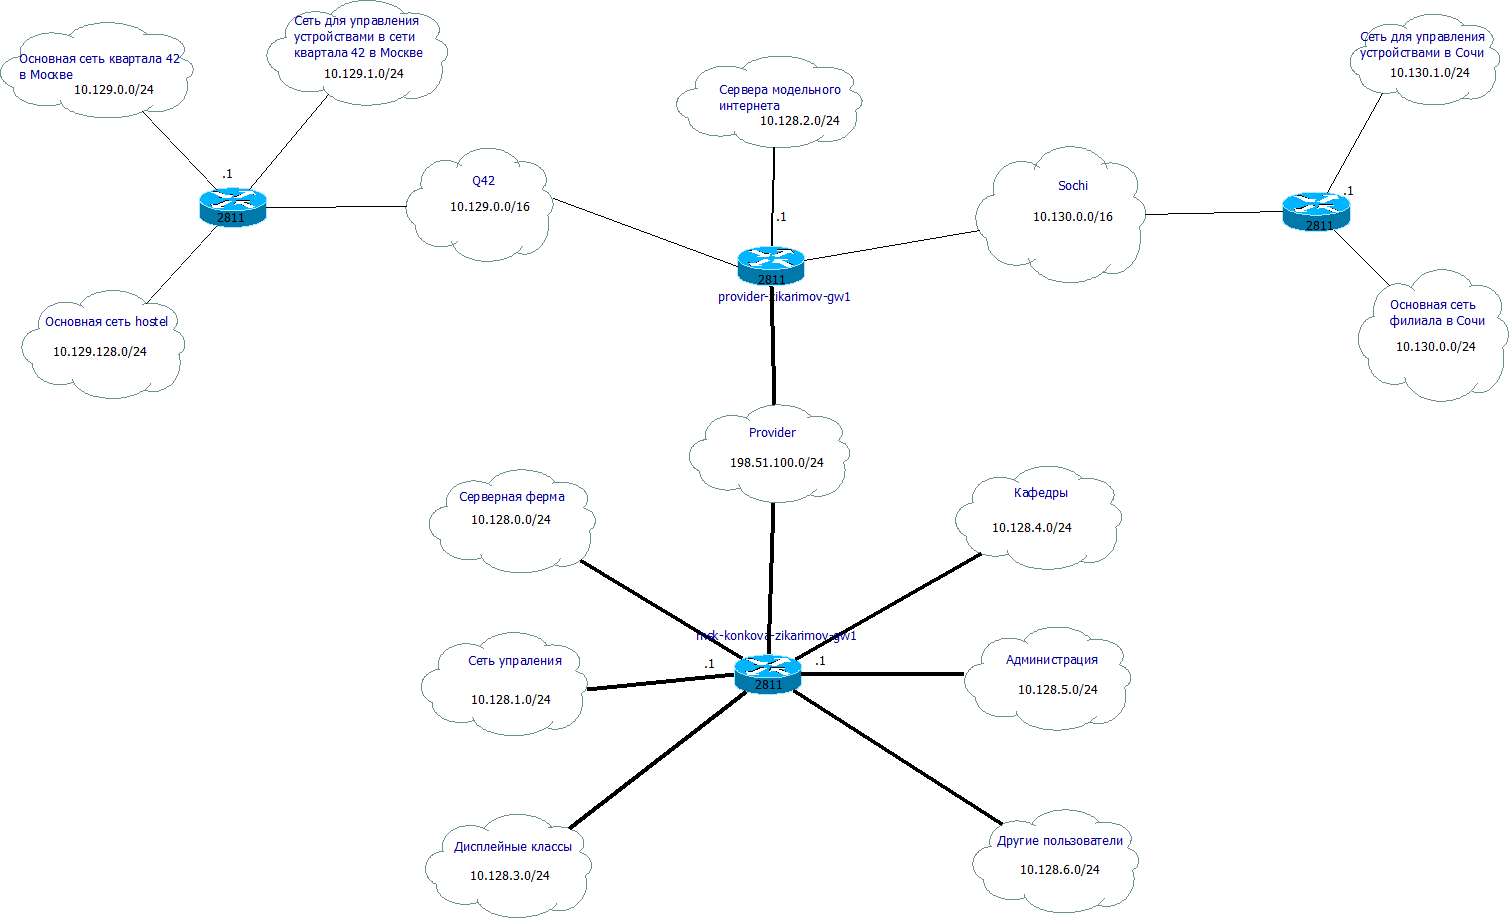 Основная сеть квартала 42
в Москве
10.129.0.0/24
Сеть для управления
устройствами в сети
квартала 42 в Москве
10.129.1.0/24
Сервера модельного
интернета
10.128.2.0/24
Сеть для управления
устройствами в Сочи
10.130.1.0/24
.1
2811
Q42
10.129.0.0/16
.1
2811
provider-zikarimov-gw1
Sochi
10.130.0.0/16
.1
2811
Основная сеть hostel
10.129.128.0/24
Основная сеть
филиала в Сочи
10.130.0.0/24
Provider
198.51.100.0/24
Серверная ферма
10.128.0.0/24
Кафедры
10.128.4.0/24
msk-konkova-zikarimov-gw1
.1
.1
2811
Сеть упраления
10.128.1.0/24
Администрация
10.128.5.0/24
Дисплейные классы
10.128.3.0/24
Другие пользователи
10.128.6.0/24